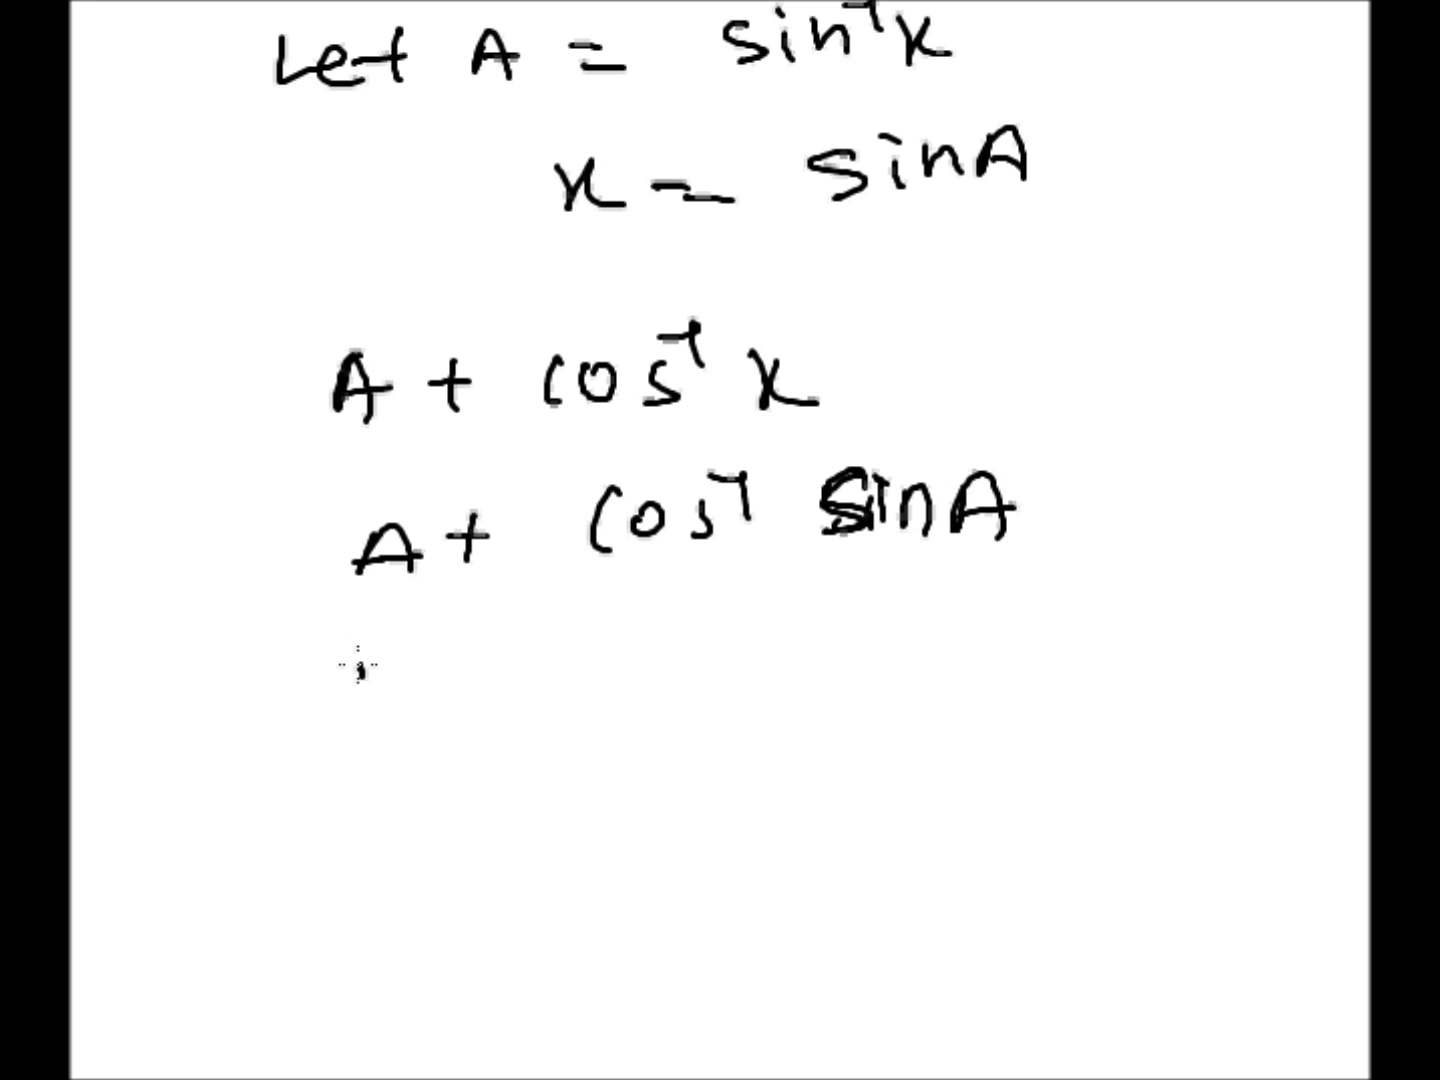 Let A = sin⁻¹x
x = sinA
A + cos⁻¹ x
A + cos⁻¹ sinA